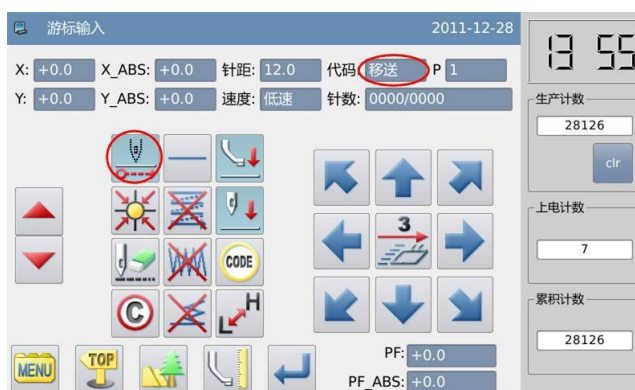 游标输入 2011-12-28
13 55
X: +0.0 X_ABS: +0.0 针距: 12.0 代码: 移送 P 1
Y: +0.0 Y_ABS: +0.0 速度: 低速 针数: 0000/0000
生产计数
28126
clr
上电计数
7
3
CODE
累积计数
28126
C
H
L
PF: +0.0
PF_ABS: +0.0
MENU
TOP